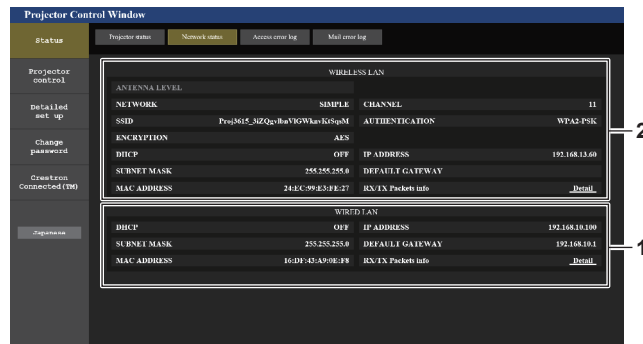 Projector Control Window
Status
Projector status Network status Access error log Mail error log
Projector control
Detailed set up
Change password
Crestron Connected(TM)
Japanese
WIRELESS LAN
ANTENNA LEVEL
NETWORK SIMPLE CHANNEL 11
SSID AUTHENTICATION WPA2-PSK
ENCRYPTION AES
DHCP OFF IP ADDRESS 192.168.13.60
SUBNET MASK 255.255.255.0 DEFAULT GATEWAY
MAC ADDRESS 24:EC:99:E3:FE:27 RX/TX Packets info Detail
2
WIRED LAN
DHCP OFF IP ADDRESS 192.168.10.100
SUBNET MASK 255.255.255.0 DEFAULT GATEWAY 192.168.10.1
MAC ADDRESS 16:DF:43:A9:0E:F8 RX/TX Packets info Detail
1